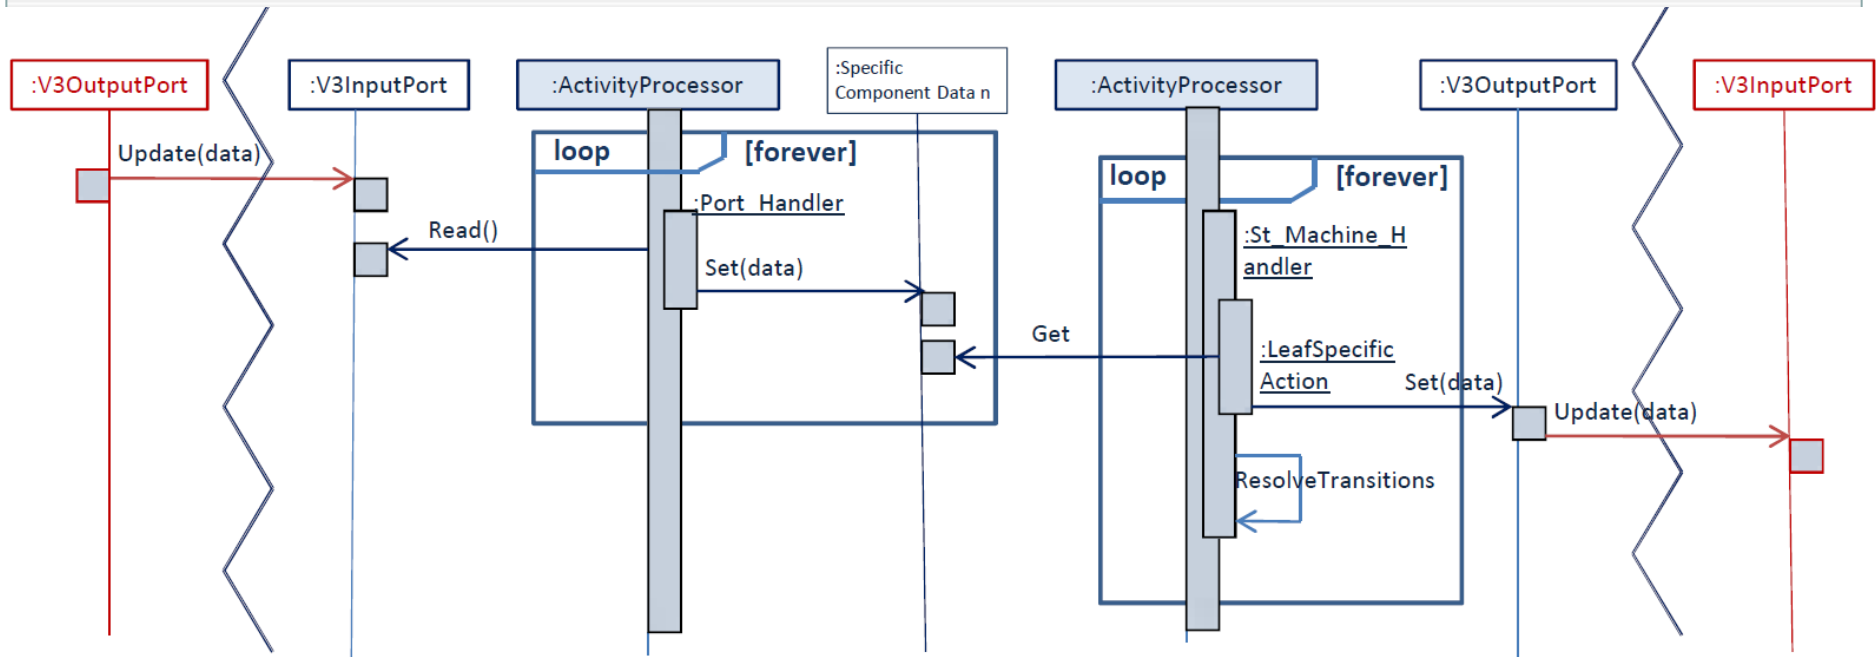 :V3OutputPort
:V3InputPort
:ActivityProcessor
:Specific
Component Data n
:ActivityProcessor
:V3OutputPort
:V3InputPort
Update(data)
loop
[forever]
:Port_Handler
Read()
Set(data)
Get
loop
[forever]
:St_Machine_H
andler
:LeafSpecific
Action
Set(data)
Update(data)
ResolveTransitions